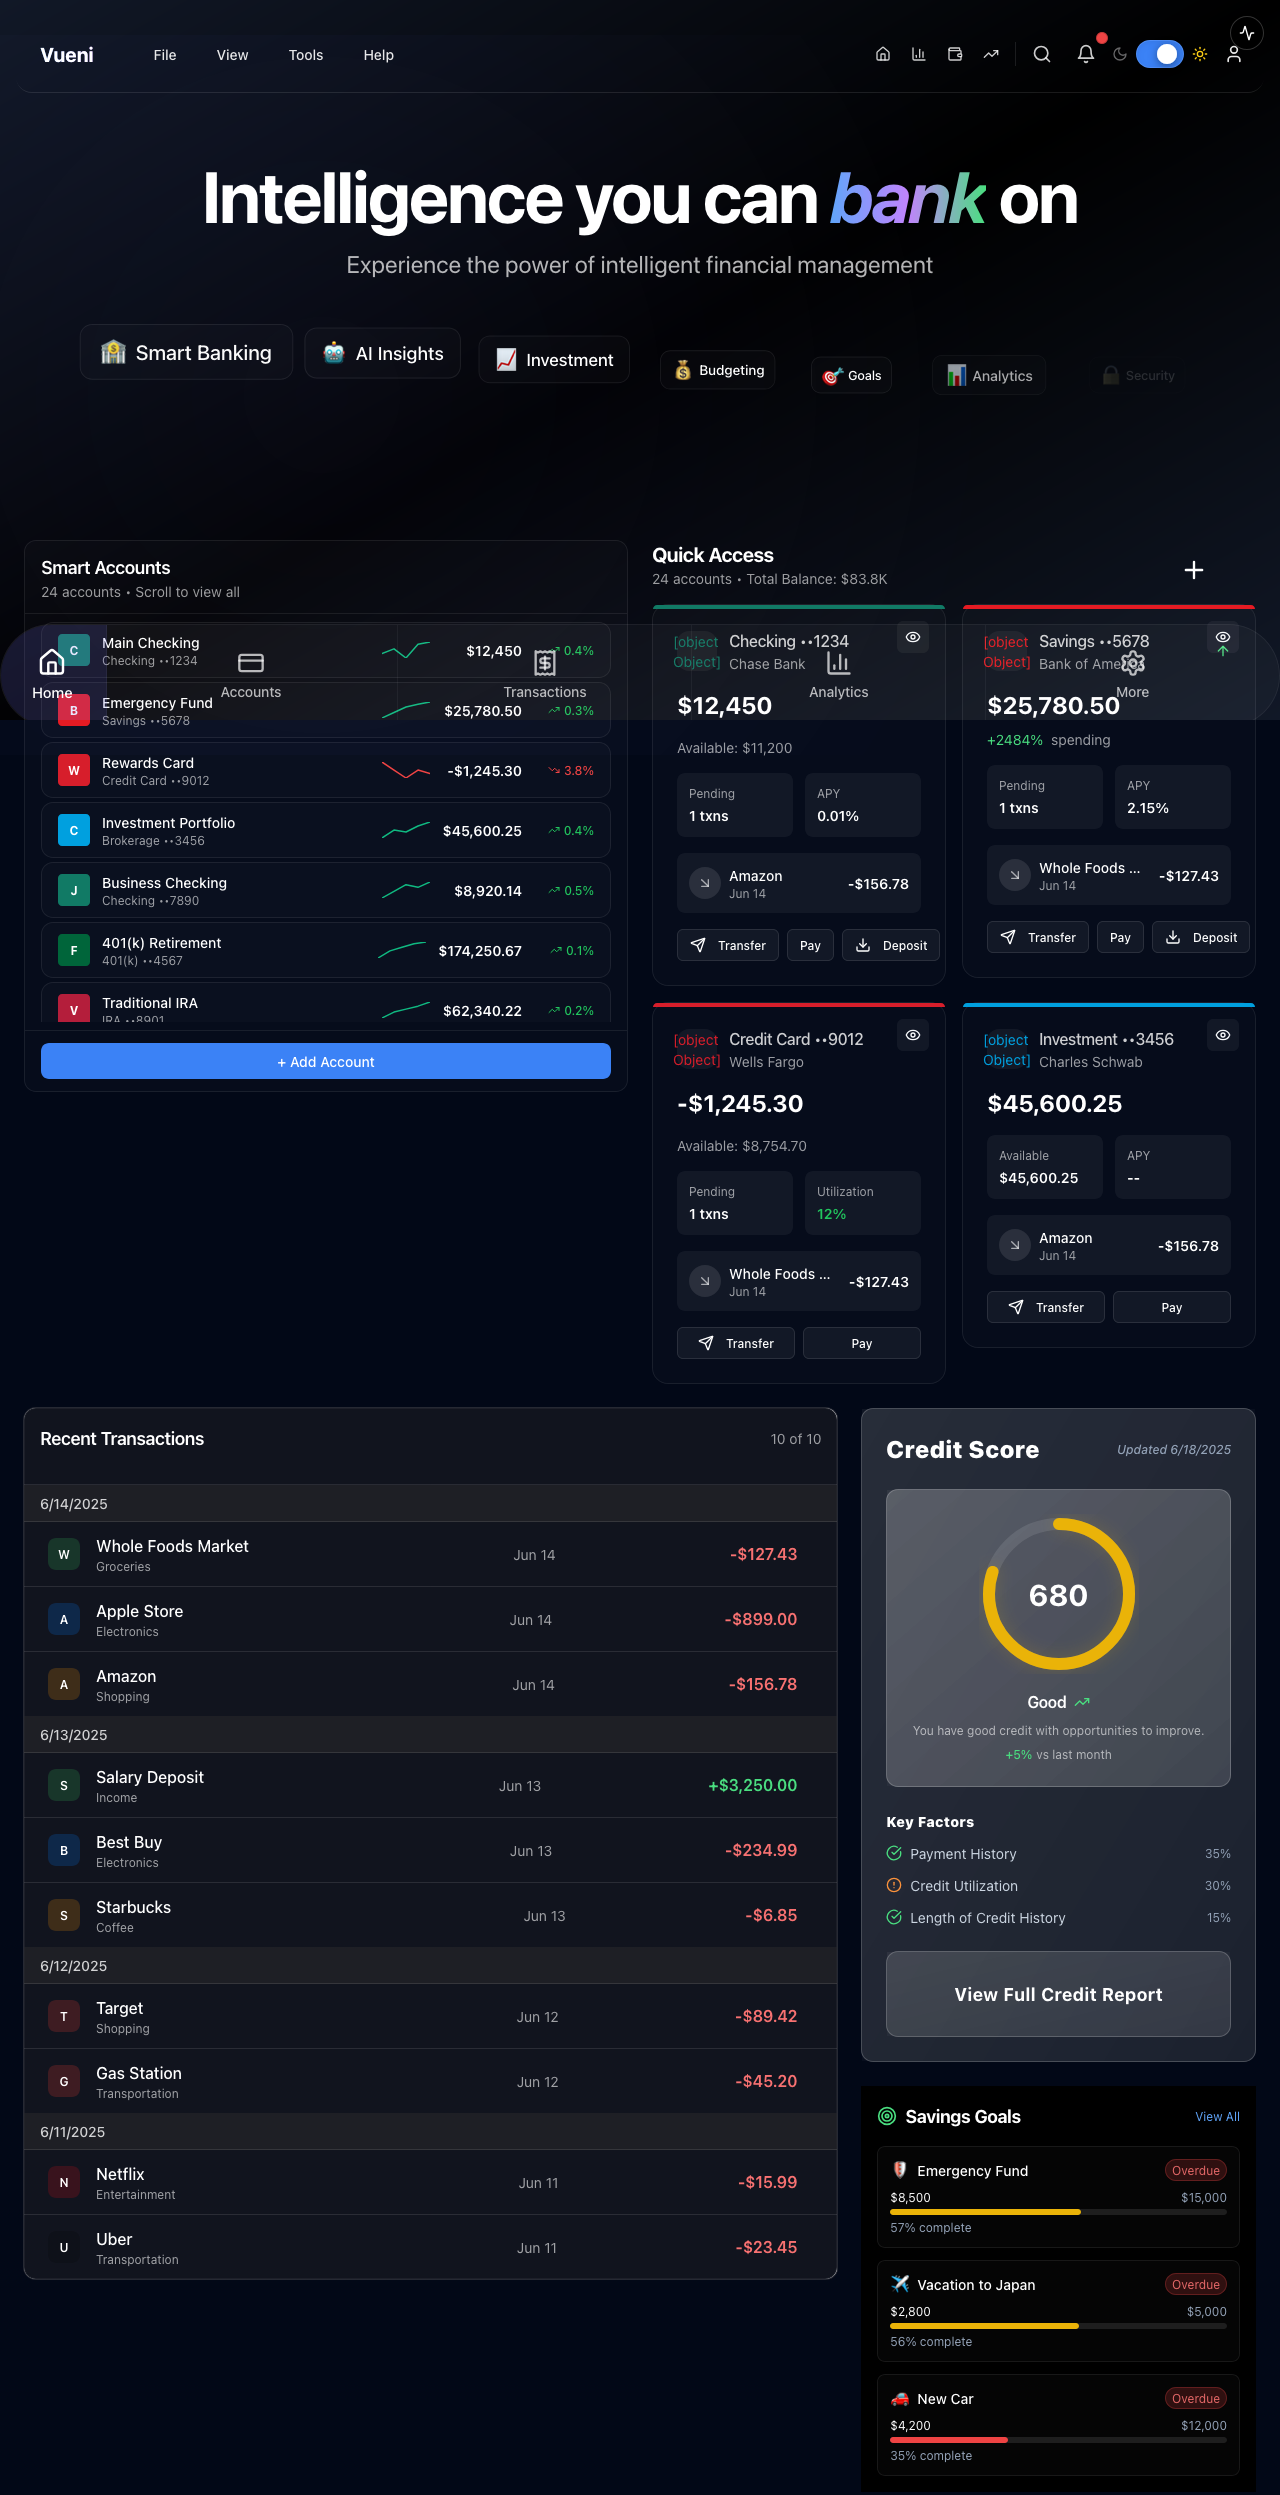 Vueni
File
View
Tools
Help
Intelligence you can bank on
Experience the power of intelligent financial management
Smart Banking
AI Insights
Investment
Budgeting
Goals
Analytics
Security
Smart Accounts
24 accounts • Scroll to view all
C
Main Checking
Checking ••1234
$12,450
0.4%
B
Emergency Fund
Savings ••5678
$25,780.50
0.3%
W
Rewards Card
Credit Card ••9012
-$1,245.30
3.8%
C
Investment Portfolio
Brokerage ••3456
$45,600.25
0.4%
J
Business Checking
Checking ••7890
$8,920.14
0.5%
F
401(k) Retirement
401(k) ••4567
$174,250.67
0.1%
V
Traditional IRA
IRA ••8901
$62,340.22
0.2%
+ Add Account
Home
Accounts
Transactions
Analytics
More
Quick Access
24 accounts • Total Balance: $83.8K
[object
Object]
Checking ••1234
Chase Bank
$12,450
Available: $11,200
Pending
1 txns
APY
0.01%
Amazon
Jun 14
-$156.78
Transfer
Pay
Deposit
[object
Object]
Savings ••5678
Bank of Ame
$25,780.50
+2484% spending
Pending
1 txns
APY
2.15%
Whole Foods ...
Jun 14
-$127.43
Transfer
Pay
Deposit
[object
Object]
Credit Card ••9012
Wells Fargo
-$1,245.30
Available: $8,754.70
Pending
1 txns
Utilization
12%
Whole Foods ...
Jun 14
-$127.43
Transfer
Pay
[object
Object]
Investment ••3456
Charles Schwab
$45,600.25
Available
$45,600.25
APY
--
Amazon
Jun 14
-$156.78
Transfer
Pay
Recent Transactions
10 of 10
6/14/2025
W
Whole Foods Market
Groceries
Jun 14
-$127.43
A
Apple Store
Electronics
Jun 14
-$899.00
A
Amazon
Shopping
Jun 14
-$156.78
6/13/2025
S
Salary Deposit
Income
Jun 13
+$3,250.00
B
Best Buy
Electronics
Jun 13
-$234.99
S
Starbucks
Coffee
Jun 13
-$6.85
6/12/2025
T
Target
Shopping
Jun 12
-$89.42
G
Gas Station
Transportation
Jun 12
-$45.20
6/11/2025
N
Netflix
Entertainment
Jun 11
-$15.99
U
Uber
Transportation
Jun 11
-$23.45
Credit Score
Updated 6/18/2025
680
Good
You have good credit with opportunities to improve.
+5% vs last month
Key Factors
Payment History
35%
Credit Utilization
30%
Length of Credit History
15%
View Full Credit Report
Savings Goals
View All
Emergency Fund
Overdue
$8,500
$15,000
57% complete
Vacation to Japan
Overdue
$2,800
$5,000
56% complete
New Car
Overdue
$4,200
$12,000
35% complete